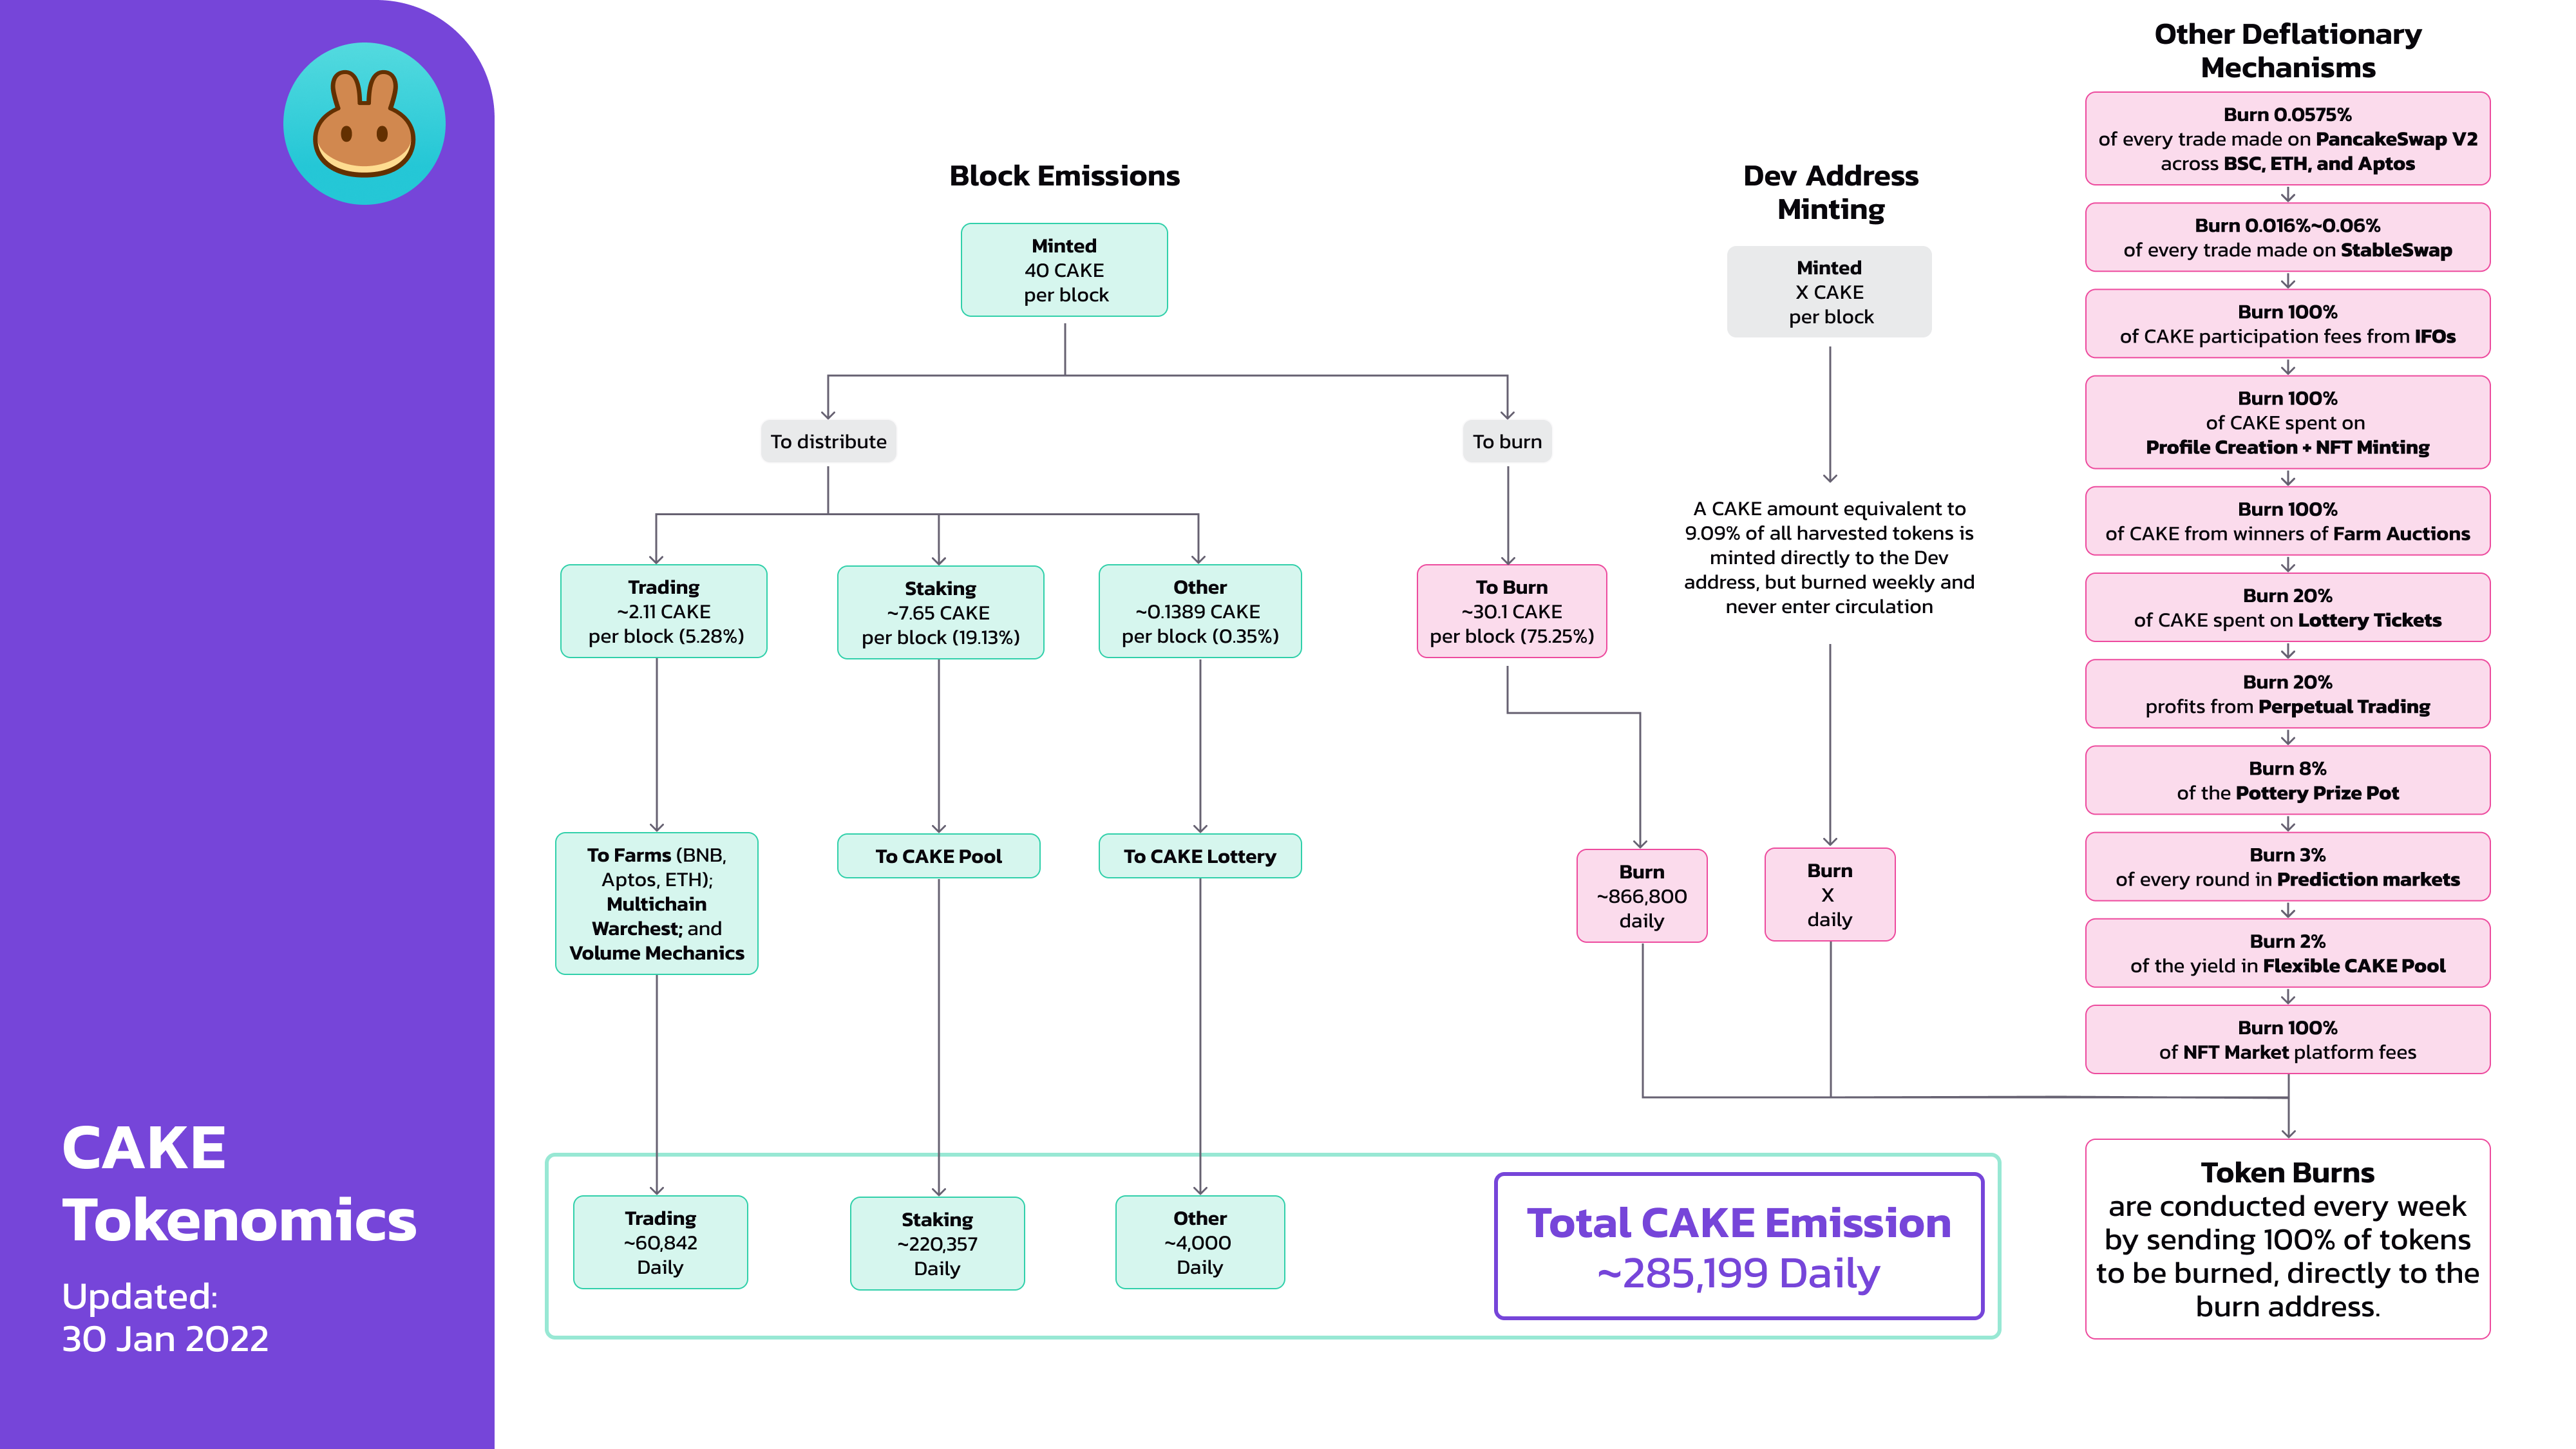 CAKE
Tokenomics
Updated:
30 Jan 2022
Block Emissions
Minted
40 CAKE
per block
To distribute
To burn
Trading
~2.11 CAKE
per block (5.28%)
Staking
~7.65 CAKE
per block (19.13%)
Other
~0.1389 CAKE
per block (0.35%)
To Burn
~30.1 CAKE
per block (75.25%)
To Farms (BNB,
Aptos, ETH);
Multichain
Warchest; and
Volume Mechanics
To CAKE Pool
To CAKE Lottery
Burn
~866,800
daily
Trading
~60,842
Daily
Staking
~220,357
Daily
Other
~4,000
Daily
Total CAKE Emission
~285,199 Daily
Dev Address
Minting
Minted
X CAKE
per block
A CAKE amount equivalent to
9.09% of all harvested tokens is
minted directly to the Dev
address, but burned weekly and
never enter circulation
Burn
X
daily
Other Deflationary
Mechanisms
Burn 0.0575%
of every trade made on PancakeSwap V2
across BSC, ETH, and Aptos
Burn 0.016%~0.06%
of every trade made on StableSwap
Burn 100%
of CAKE participation fees from IFOs
Burn 100%
of CAKE spent on
Profile Creation + NFT Minting
Burn 100%
of CAKE from winners of Farm Auctions
Burn 20%
of CAKE spent on Lottery Tickets
Burn 20%
profits from Perpetual Trading
Burn 8%
of the Pottery Prize Pot
Burn 3%
of every round in Prediction markets
Burn 2%
of the yield in Flexible CAKE Pool
Burn 100%
of NFT Market platform fees
Token Burns
are conducted every week
by sending 100% of tokens
to be burned, directly to the
burn address.